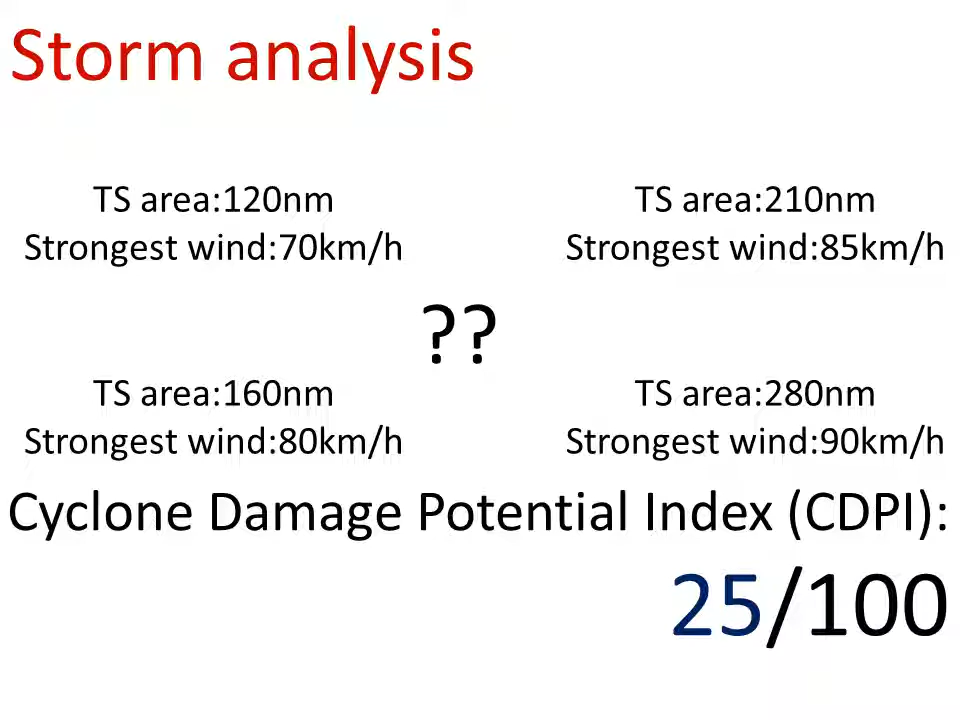 Storm analysis
TS area:120nm
Strongest wind:70km/h
TS area:210nm
Strongest wind:85km/h
??
TS area:160nm
Strongest wind:80km/h
TS area:280nm
Strongest wind:90km/h
Cyclone Damage Potential Index (CDPI):
25/100